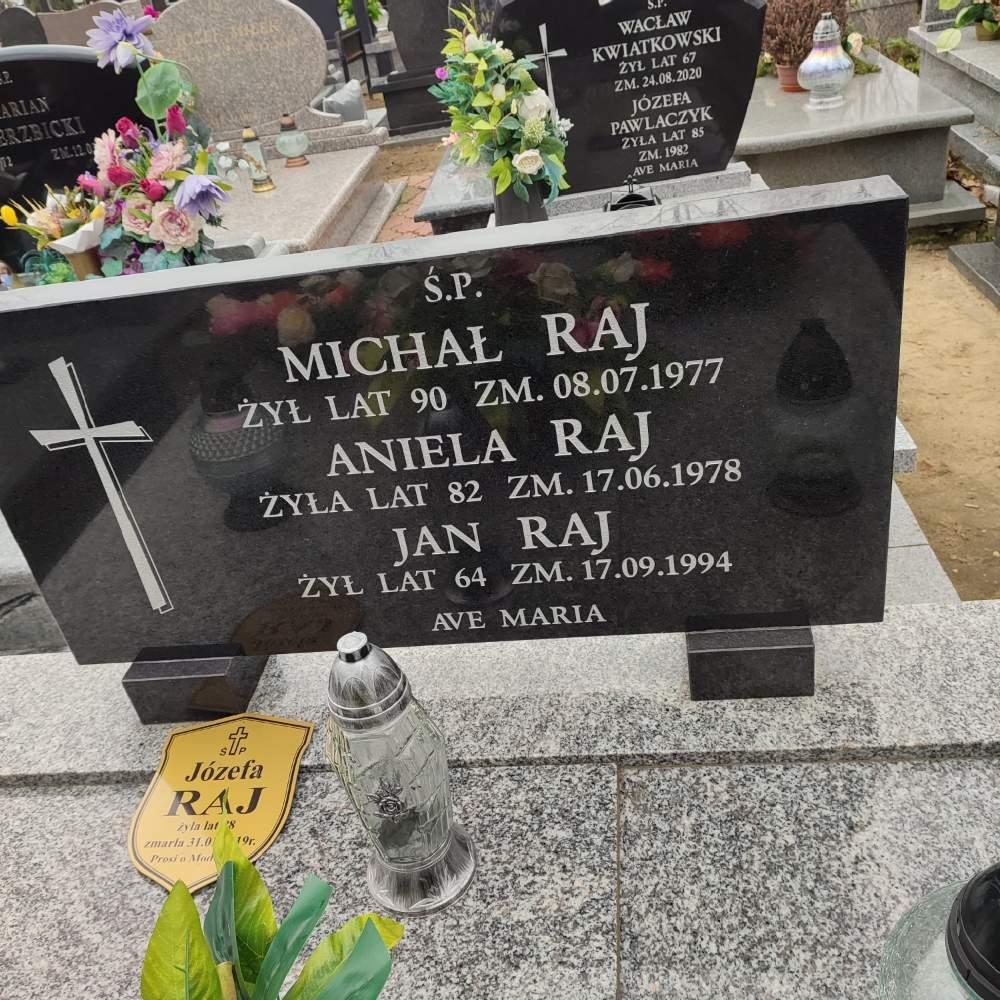 Ś.P.
WACŁAW
KWIATKOWSKI
ŻYŁ LAT 67
ZM. 24.08.2020
JÓZEFA
PAWLACZYK
ŻYŁA LAT 85
ZM. 1982
AVE MARIA
Ś.P.
MICHAŁ RAJ
ŻYŁ LAT 90 ZM. 08.07.1977
ANIELA RAJ
ŻYŁA LAT 82 ZM. 17.06.1978
JAN RAJ
ŻYŁ LAT 64 ZM. 17.09.1994
AVE MARIA
Ś P
Józefa
RAJ
żyła lat
zmarła
Prosi o